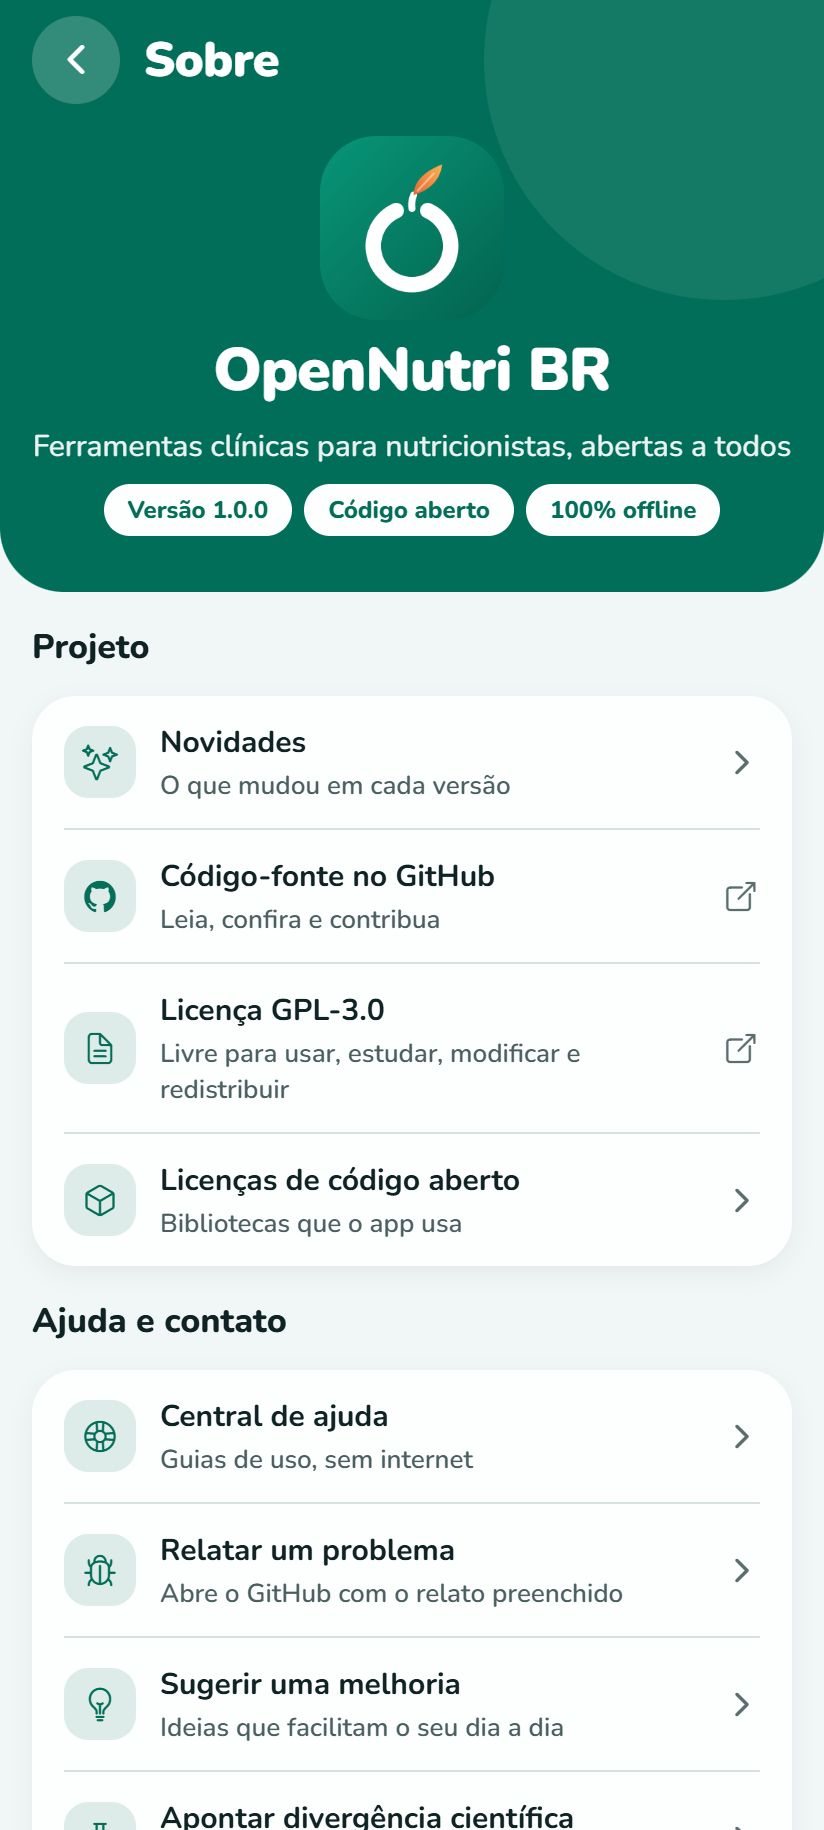 Sobre
OpenNutri BR
Ferramentas clínicas para nutricionistas, abertas a todos
Versão 1.0.0
Código aberto
100% offline
Projeto
Novidades
O que mudou em cada versão
Código-fonte no GitHub
Leia, confira e contribua
Licença GPL-3.0
Livre para usar, estudar, modificar e
redistribuir
Licenças de código aberto
Bibliotecas que o app usa
Ajuda e contato
Central de ajuda
Guias de uso, sem internet
Relatar um problema
Abre o GitHub com o relato preenchido
Sugerir uma melhoria
Ideias que facilitam o seu dia a dia
Apontar divergência científica